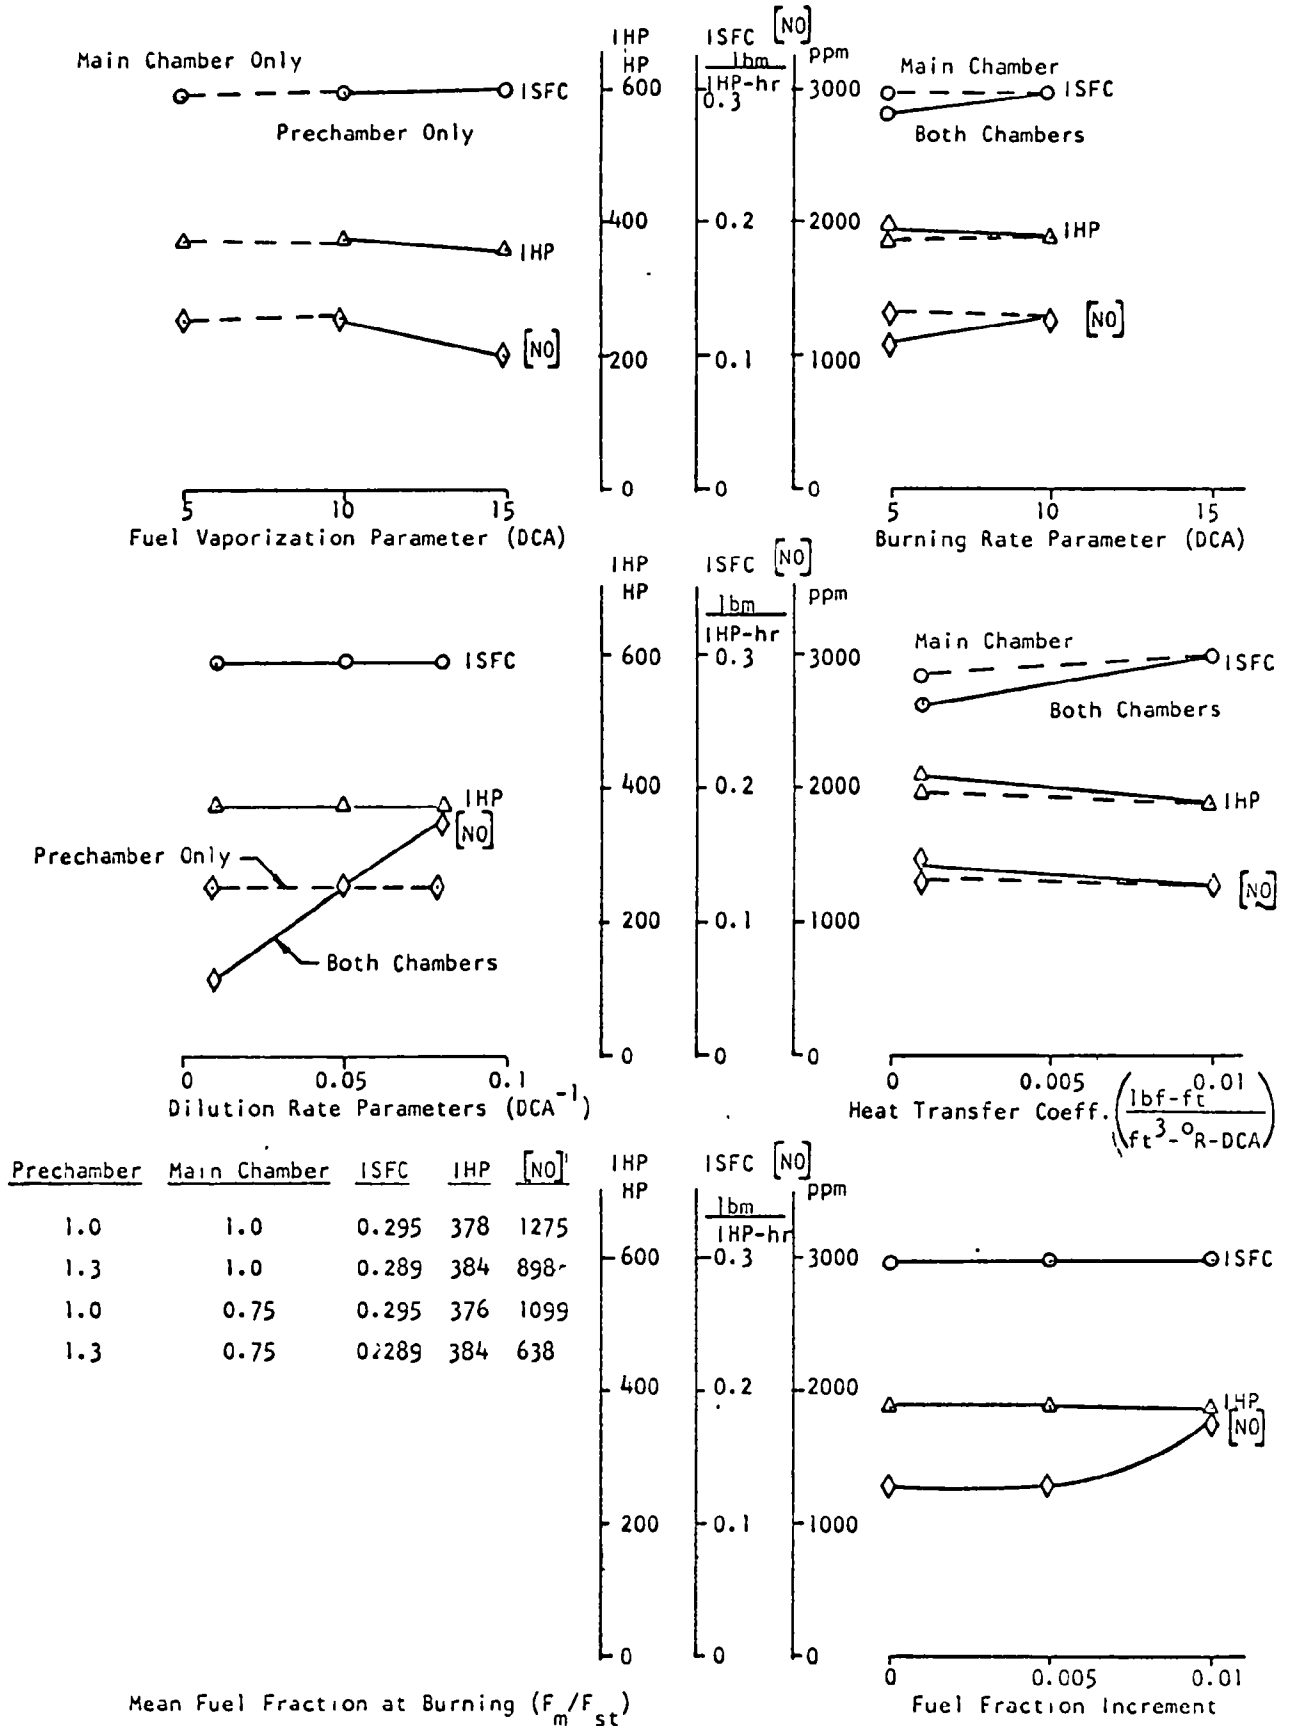 Main Chamber Only
ISFC
Prechamber Only
IHP
[NO]
5 10 15
Fuel Vaporization Parameter (DCA)
IHP ISFC [NO]
HP lbm/IHP-hr ppm
600 0.3 3000
400 0.2 2000
200 0.1 1000
0 0 0
Main Chamber
ISFC
Both Chambers
IHP
[NO]
5 10 15
Burning Rate Parameter (DCA)
ISFC
IHP
[NO]
Prechamber Only
Both Chambers
0 0.05 0.1
Dilution Rate Parameters (DCA⁻¹)
IHP ISFC [NO]
HP lbm/IHP-hr ppm
600 0.3 3000
400 0.2 2000
200 0.1 1000
0 0 0
Main Chamber
ISFC
Both Chambers
IHP
[NO]
0 0.005 0.01
Heat Transfer Coeff. (lbf-ft/ft³-°R-DCA)
Prechamber Main Chamber ISFC IHP [NO]
1.0 1.0 0.295 378 1275
1.3 1.0 0.289 384 898
1.0 0.75 0.295 376 1099
1.3 0.75 0.289 384 638
Mean Fuel Fraction at Burning (F_m/F_st)
IHP ISFC [NO]
HP lbm/IHP-hr ppm
600 0.3 3000
400 0.2 2000
200 0.1 1000
0 0 0
ISFC
IHP
[NO]
0 0.005 0.01
Fuel Fraction Increment